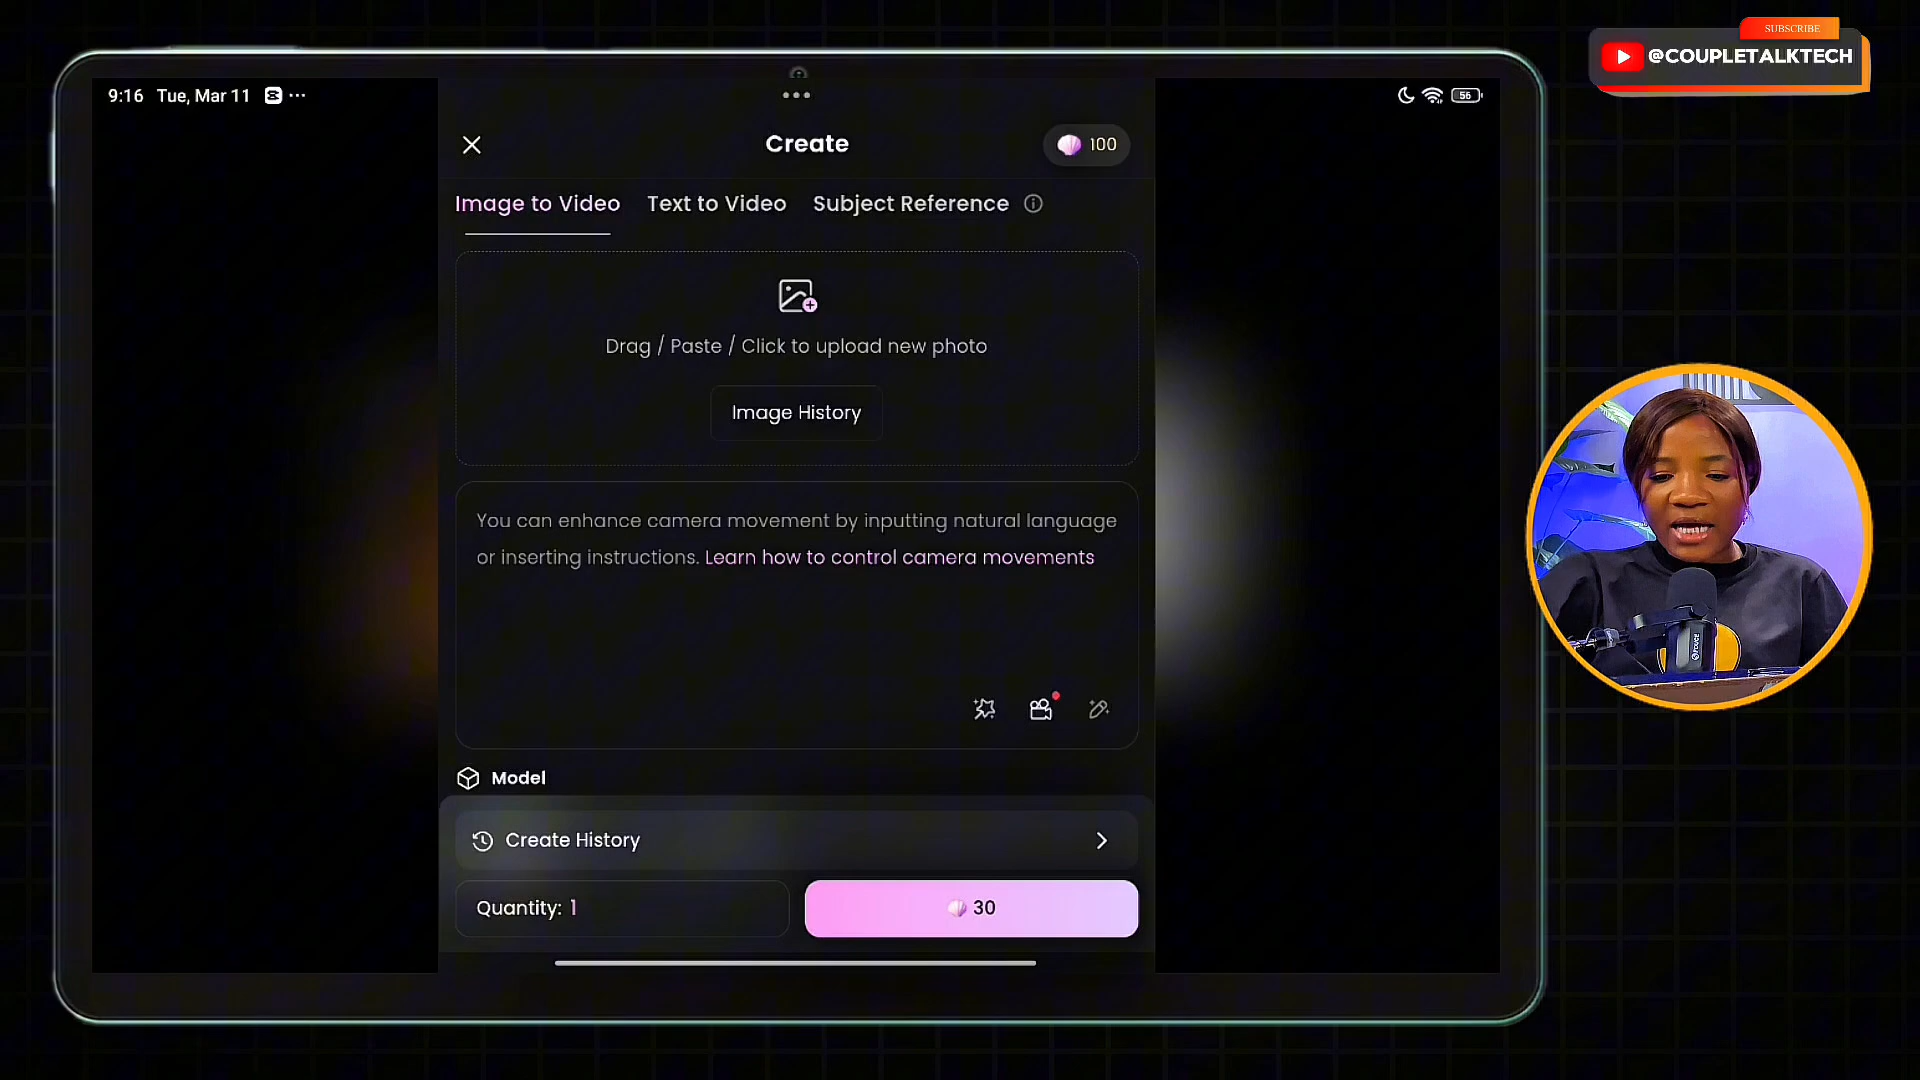 SUBSCRIBE
@COUPLETALKTECH
9:16 Tue, Mar 11
56
Create
100
Image to Video Text to Video Subject Reference
Drag / Paste / Click to upload new photo
Image History
You can enhance camera movement by inputting natural language
or inserting instructions. Learn how to control camera movements
Model
Create History
Quantity: 1
30